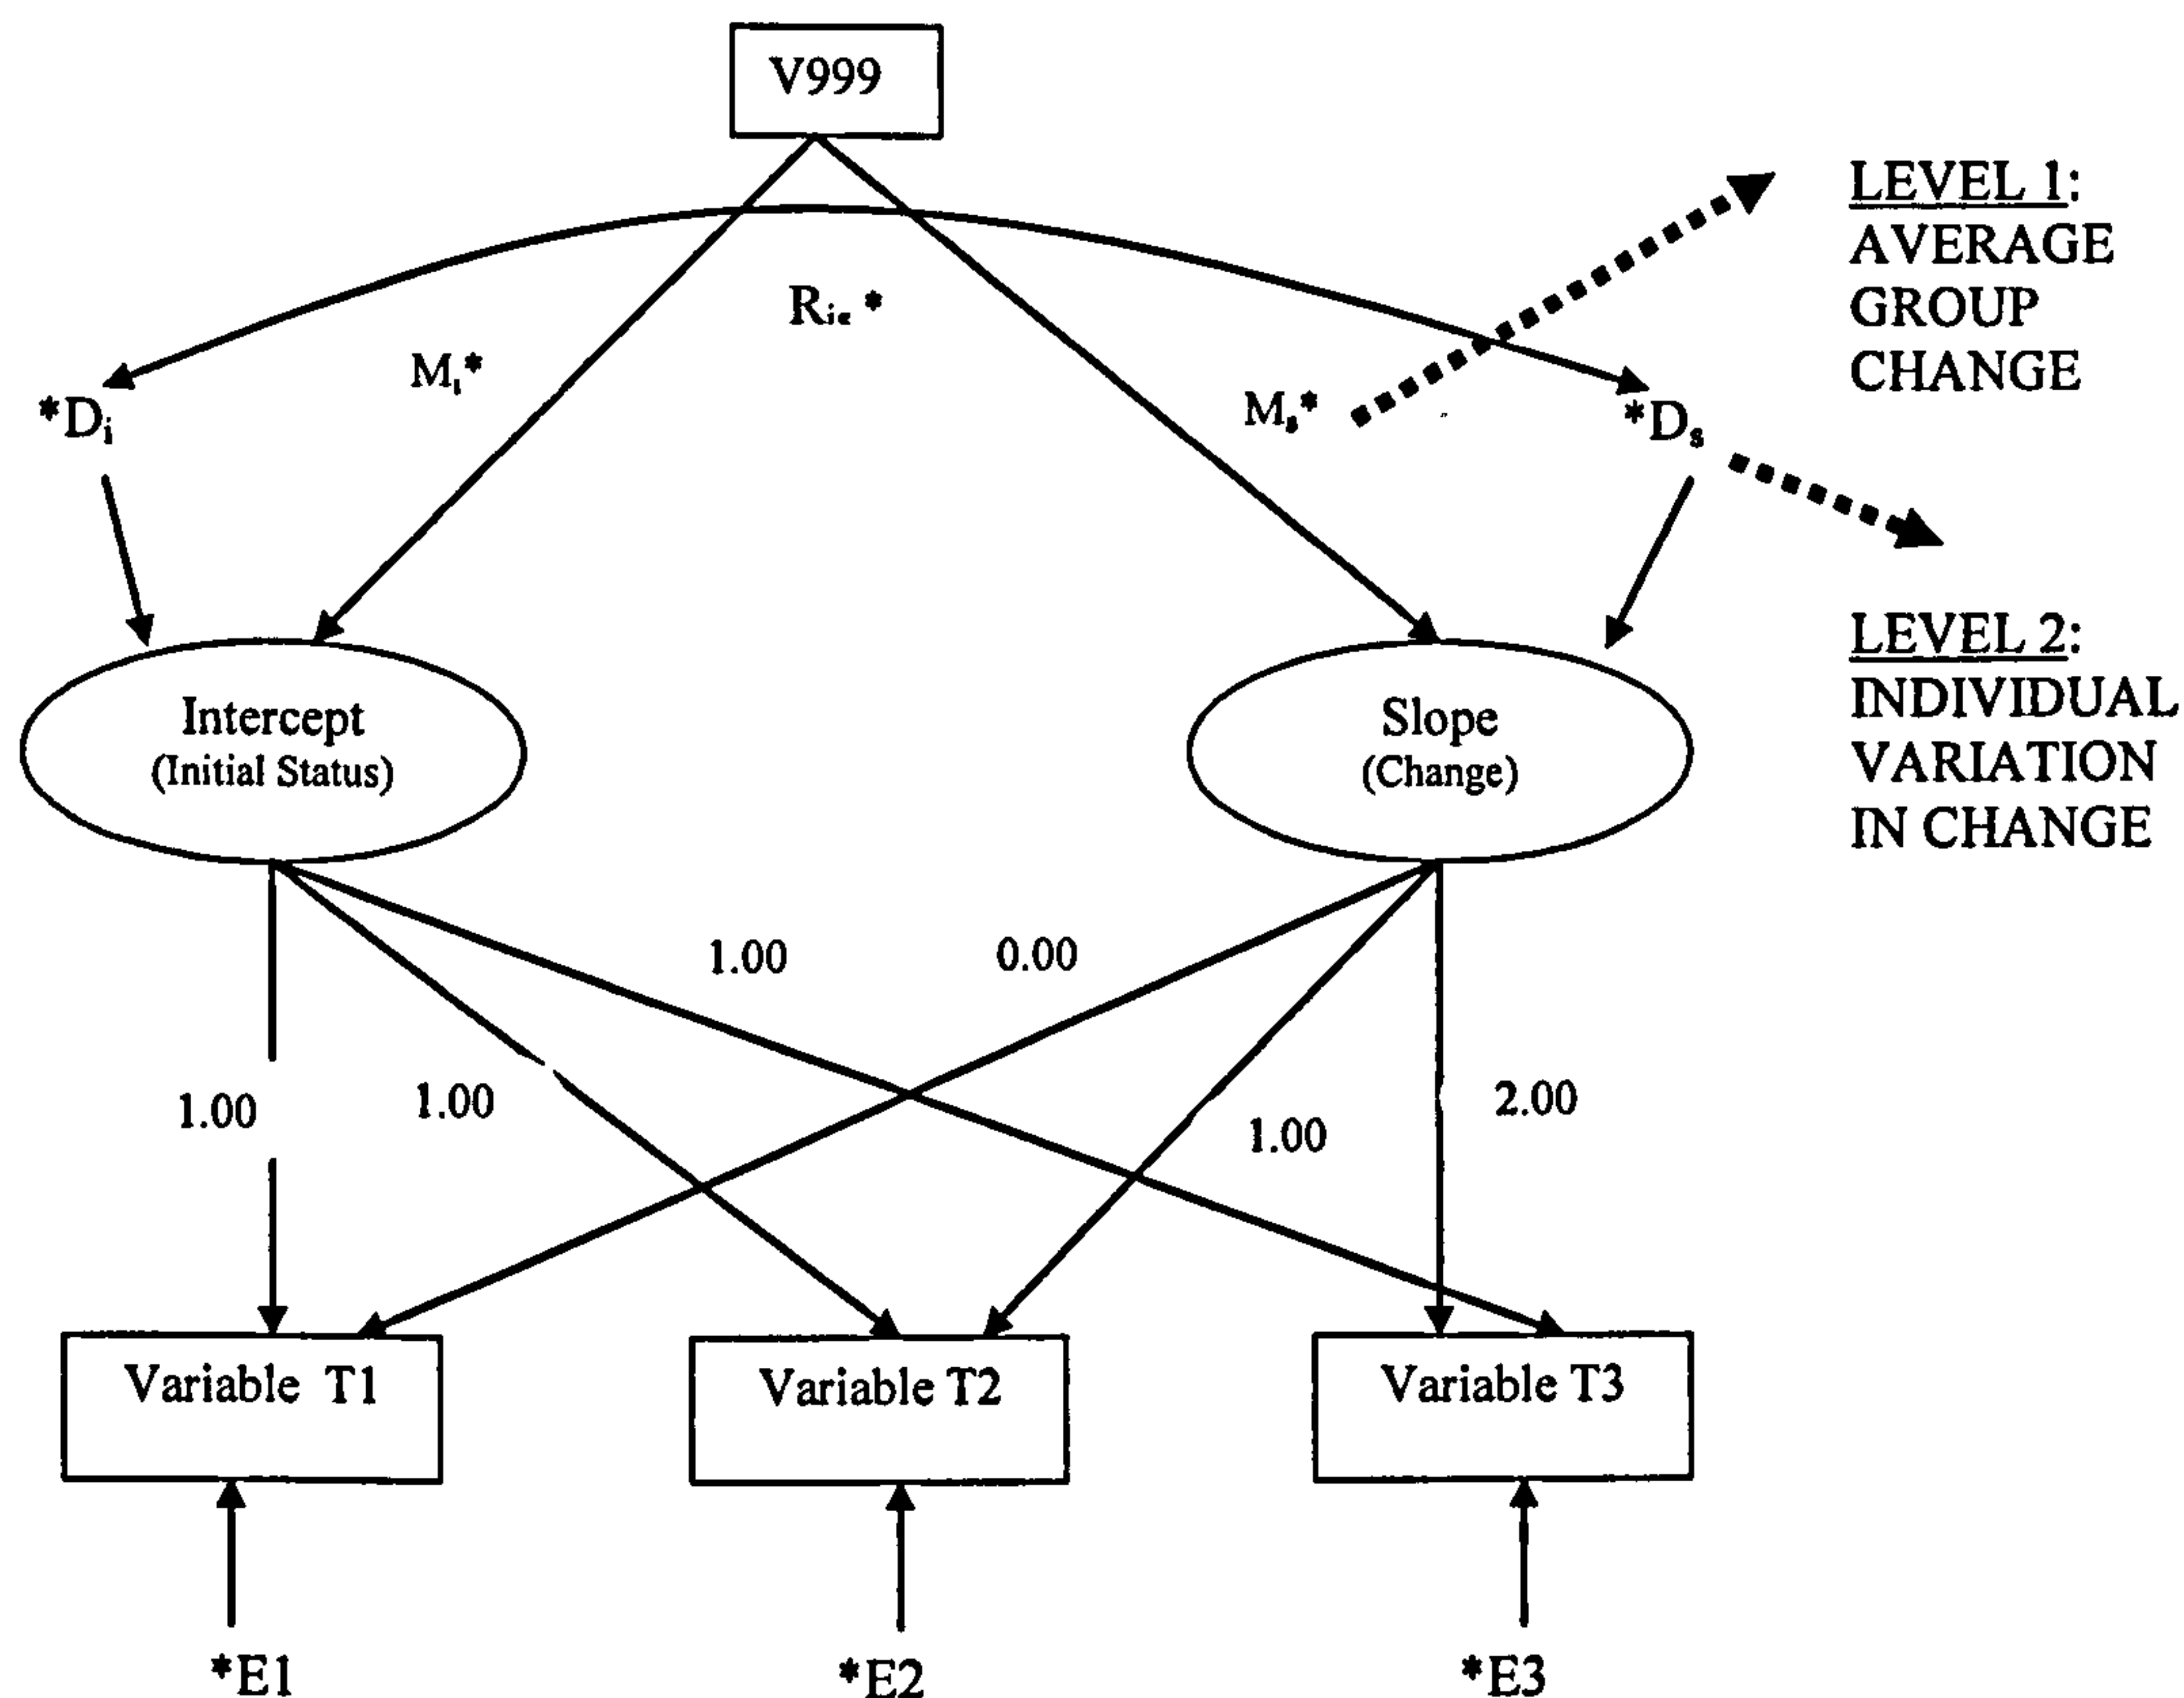 V999
LEVEL 1:
AVERAGE
GROUP
CHANGE
Ris *
Mi*
Ms*
*Di
*Ds
LEVEL 2:
INDIVIDUAL
VARIATION
IN CHANGE
Intercept
(Initial Status)
Slope
(Change)
1.00
0.00
1.00
1.00
1.00
2.00
Variable T1
Variable T2
Variable T3
*E1
*E2
*E3